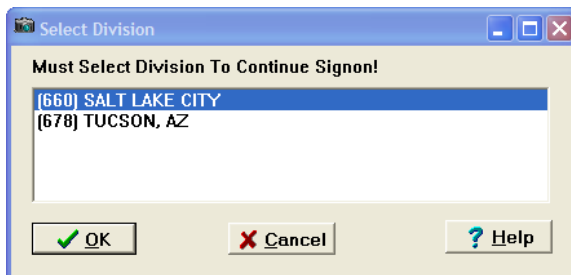 Select Division
Must Select Division To Continue Signon!
(660) SALT LAKE CITY
(678) TUCSON, AZ
OK
Cancel
Help